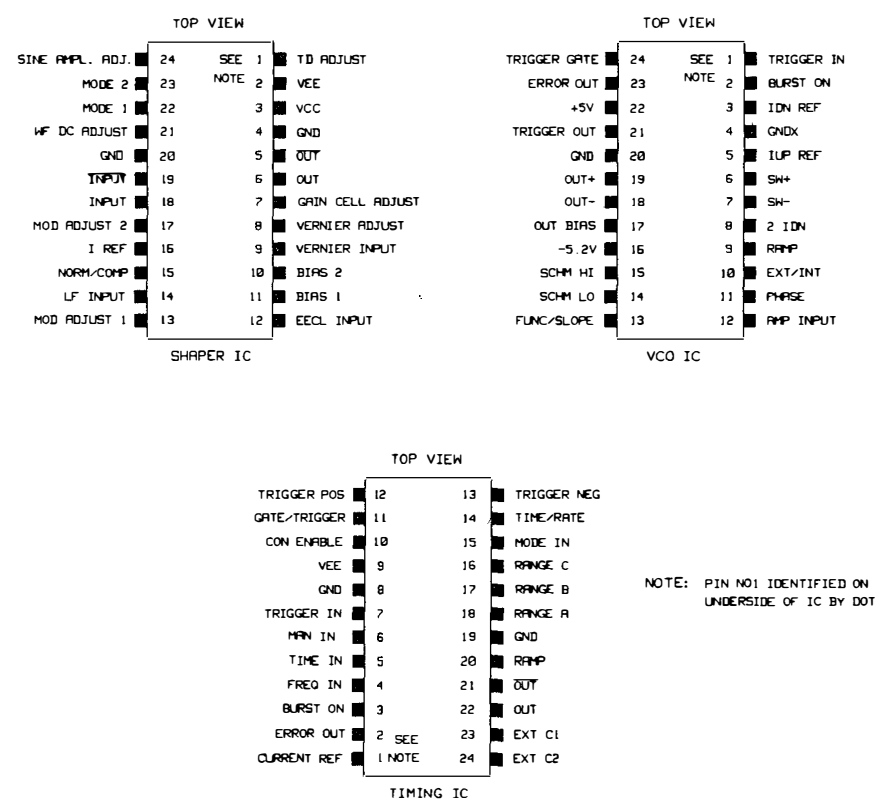 TOP VIEW
SINE AMPL. ADJ. 24 SEE 1 TD ADJUST
MODE 2 23 NOTE 2 VEE
MODE 1 22 3 VCC
WF DC ADJUST 21 4 GND
GND 20 5 OUT
INPUT 19 6 OUT
INPUT 18 7 GAIN CELL ADJUST
MOD ADJUST 2 17 8 VERNIER ADJUST
I REF 16 9 VERNIER INPUT
NORM/COMP 15 10 BIAS 2
LF INPUT 14 11 BIAS 1
MOD ADJUST 1 13 12 EECL INPUT
SHAPER IC
TOP VIEW
TRIGGER GATE 24 SEE 1 TRIGGER IN
ERROR OUT 23 NOTE 2 BURST ON
+5V 22 3 IDN REF
TRIGGER OUT 21 4 GNDX
GND 20 5 IUP REF
OUT+ 19 6 SW+
OUT- 18 7 SW-
OUT BIAS 17 8 2 IDN
-5.2V 16 9 RAMP
SCHM HI 15 10 EXT/INT
SCHM LO 14 11 PHASE
FUNC/SLOPE 13 12 AMP INPUT
VCO IC
TOP VIEW
TRIGGER POS 12 13 TRIGGER NEG
GATE/TRIGGER 11 14 TIME/RATE
CON ENABLE 10 15 MODE IN
VEE 9 16 RANGE C
GND 8 17 RANGE B
TRIGGER IN 7 18 RANGE A
MAN IN 6 19 GND
TIME IN 5 20 RAMP
FREQ IN 4 21 OUT
BURST ON 3 22 OUT
ERROR OUT 2 SEE 23 EXT C1
CURRENT REF 1 NOTE 24 EXT C2
TIMING IC
NOTE: PIN NO1 IDENTIFIED ON
UNDERSIDE OF IC BY DOT